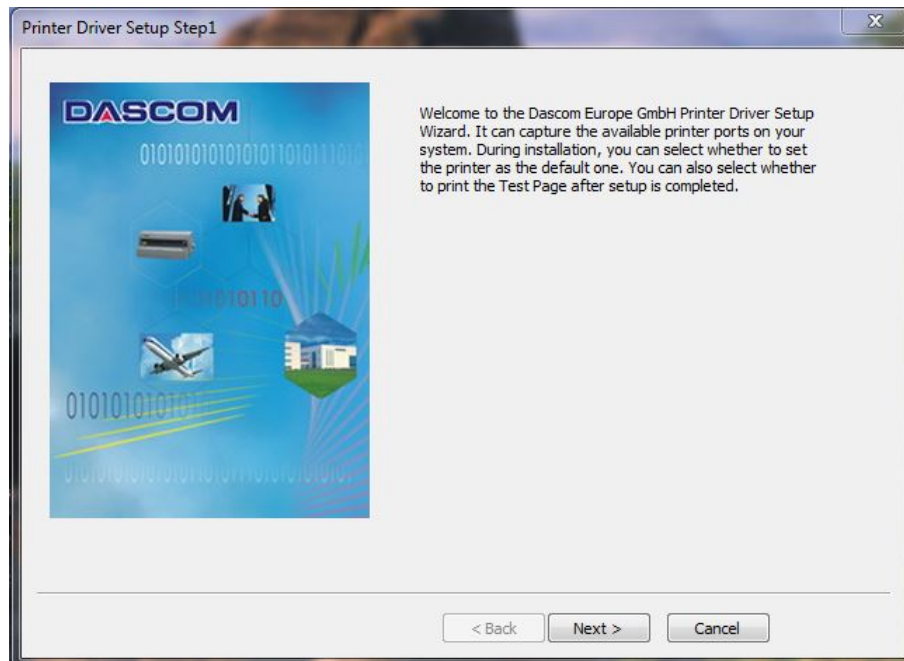 Printer Driver Setup Step1
X
DASCOM
Welcome to the Dascom Europe GmbH Printer Driver Setup
Wizard. It can capture the available printer ports on your
system. During installation, you can select whether to set
the printer as the default one. You can also select whether
to print the Test Page after setup is completed.
< Back
Next >
Cancel